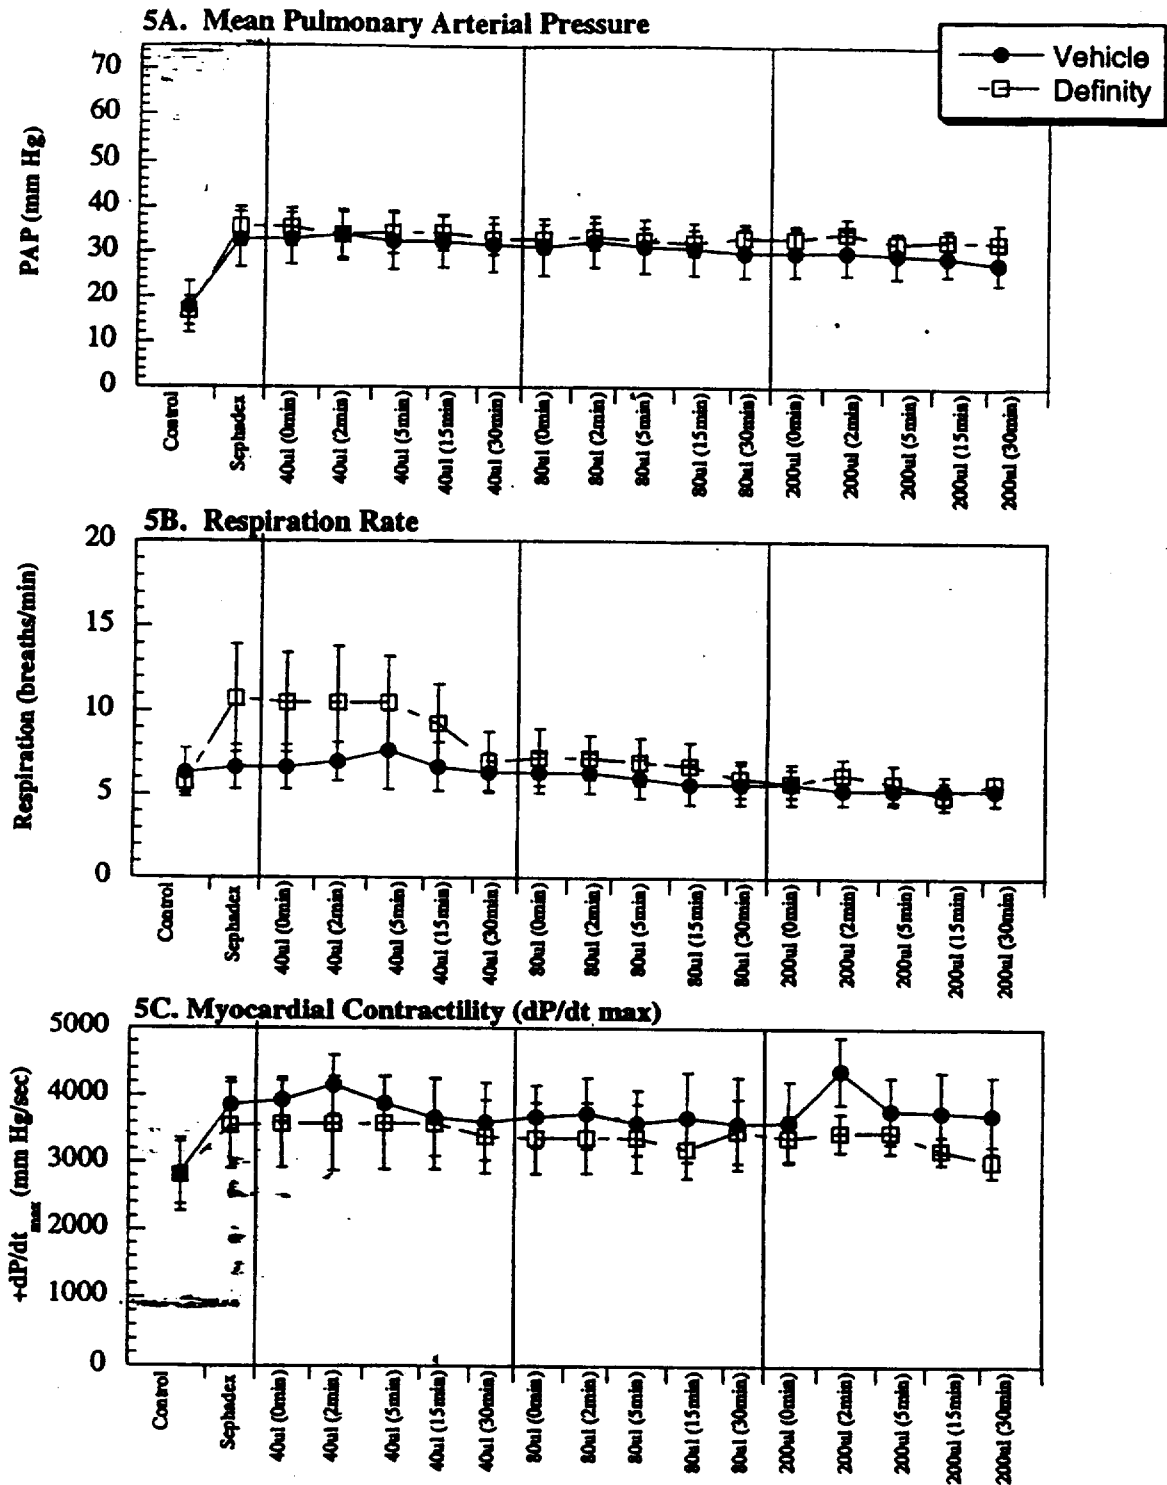 5A. Mean Pulmonary Arterial Pressure
Vehicle
Definity
PAP (mm Hg)
70
60
50
40
30
20
10
0
Control
Sephadex
40ul (0min)
40ul (2min)
40ul (5min)
40ul (15min)
40ul (30min)
80ul (0min)
80ul (2min)
80ul (5min)
80ul (15min)
80ul (30min)
200ul (0min)
200ul (2min)
200ul (5min)
200ul (15min)
200ul (30min)
5B. Respiration Rate
Respiration (breaths/min)
20
15
10
5
0
Control
Sephadex
40ul (0min)
40ul (2min)
40ul (5min)
40ul (15min)
40ul (30min)
80ul (0min)
80ul (2min)
80ul (5min)
80ul (15min)
80ul (30min)
200ul (0min)
200ul (2min)
200ul (5min)
200ul (15min)
200ul (30min)
5C. Myocardial Contractility (dP/dt max)
+dP/dt max (mm Hg/sec)
5000
4000
3000
2000
1000
0
Control
Sephadex
40ul (0min)
40ul (2min)
40ul (5min)
40ul (15min)
40ul (30min)
80ul (0min)
80ul (2min)
80ul (5min)
80ul (15min)
80ul (30min)
200ul (0min)
200ul (2min)
200ul (5min)
200ul (15min)
200ul (30min)